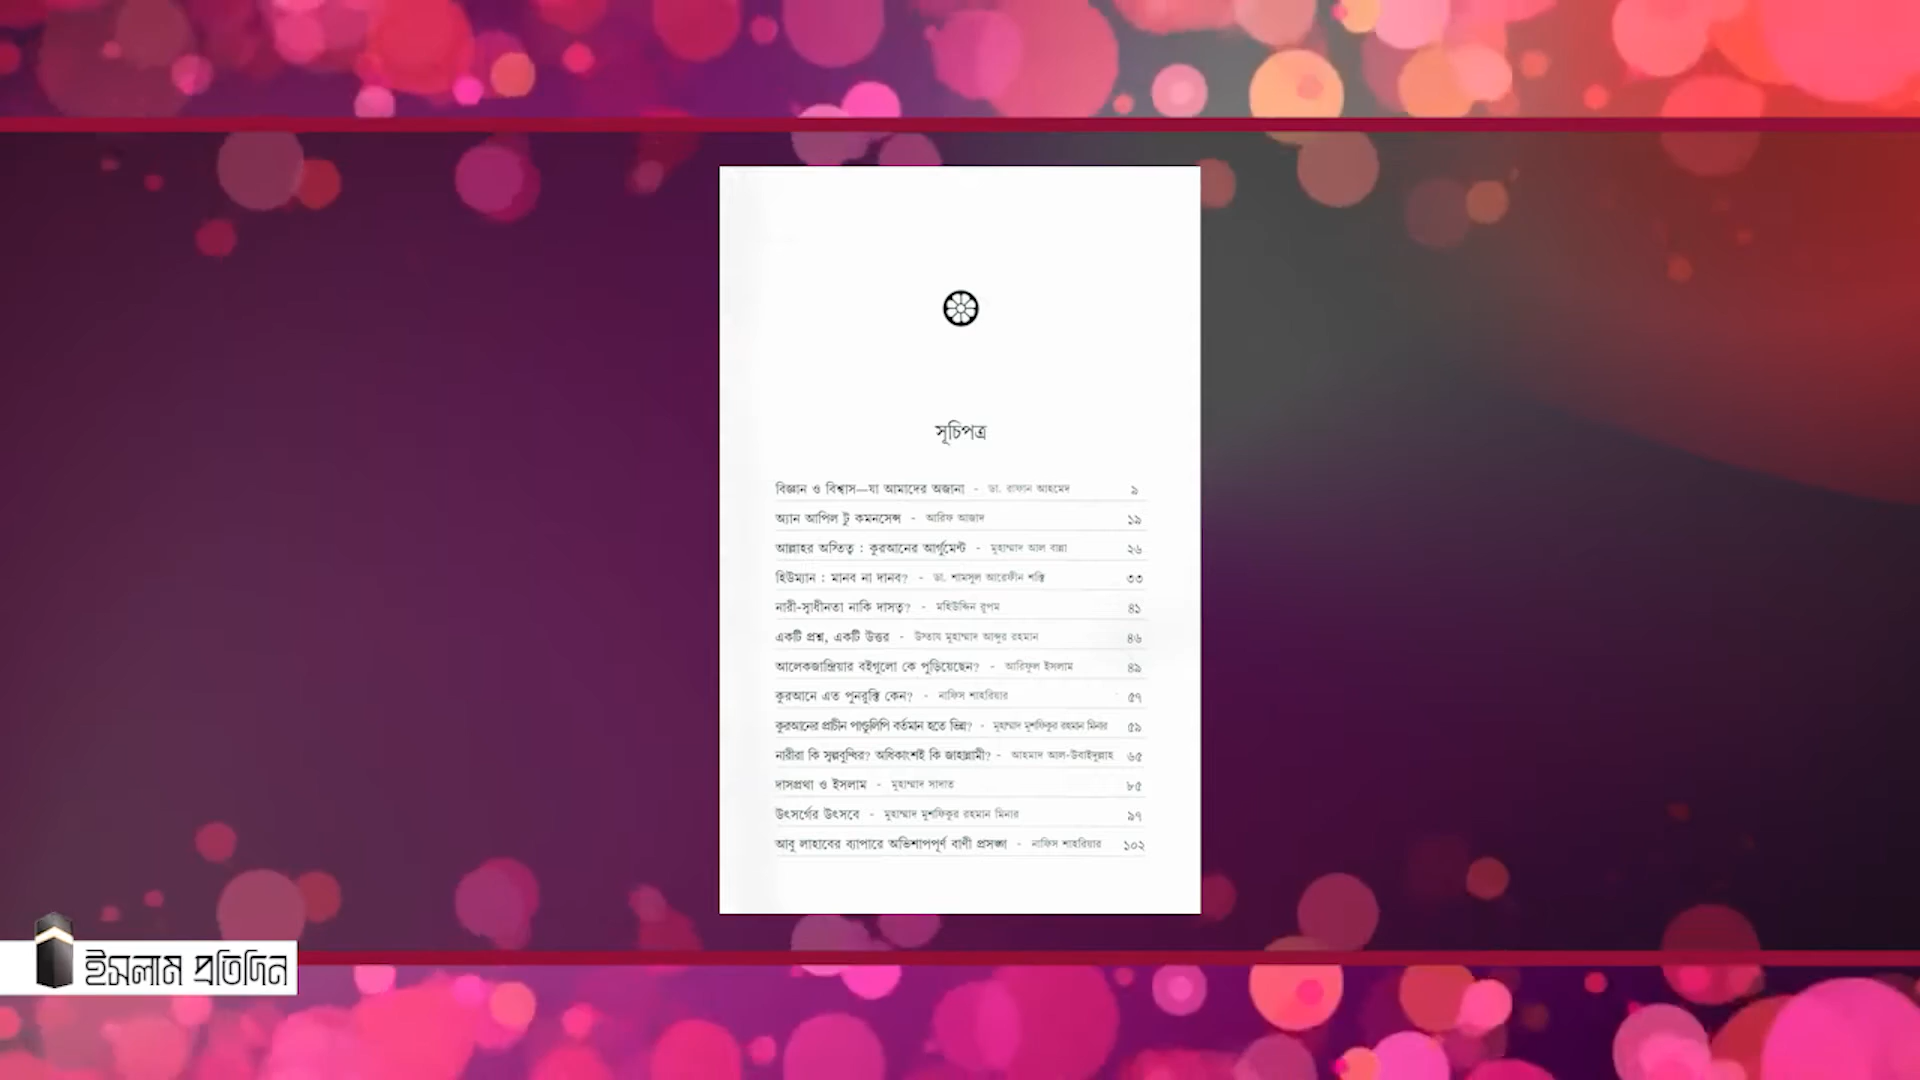 সূচিপত্র
বিজ্ঞান ও বিশ্বাস—যা আমাদের অজানা - ডা. রাফান আহমেদ ৯
অ্যান আপিল টু কমনসেন্স - আরিফ আজাদ ১৯
আল্লাহর অস্তিত্ব : কুরআনের আর্গুমেন্ট - মুহাম্মাদ আল বান্না ২৬
হিউম্যান : মানব না দানব? - ডা. শামসুল আরেফীন শক্তি ৩৩
নারী-স্বাধীনতা নাকি দাসত্ব? - মহিউদ্দিন রূপম ৪১
একটি প্রশ্ন, একটি উত্তর - উস্তায মুহাম্মাদ আব্দুর রহমান ৪৬
আলেকজান্দ্রিয়ার বইগুলো কে পুড়িয়েছেন? - আরিফুল ইসলাম ৪৯
কুরআনে এত পুনরুক্তি কেন? - নাফিস শাহরিয়ার ৫৭
কুরআনের প্রাচীন পাণ্ডুলিপি বর্তমান হতে ভিন্ন? - মুহাম্মাদ মুশফিকুর রহমান মিনার ৫৯
নারীরা কি স্বল্পবুদ্ধির? অধিকাংশই কি জাহান্নামী? - আহমাদ আল-উবাইদুল্লাহ ৬৫
দাসপ্রথা ও ইসলাম - মুহাম্মাদ সাদাত ৮৫
উৎসর্গের উৎসবে - মুহাম্মাদ মুশফিকুর রহমান মিনার ৯৭
আবু লাহাবের ব্যাপারে অভিশাপপূর্ণ বাণী প্রসঙ্গ - নাফিস শাহরিয়ার ১০২
ইসলাম প্রতিদিন